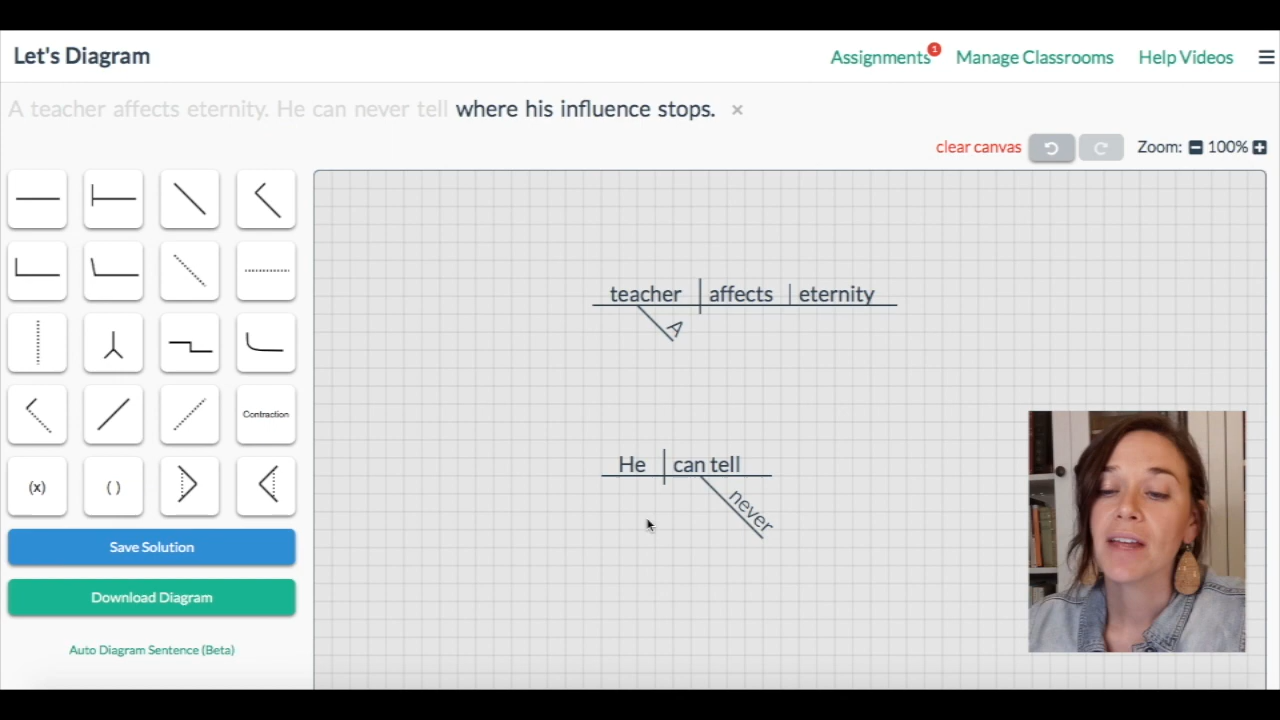 Let's Diagram
Assignments 1 Manage Classrooms Help Videos
A teacher affects eternity. He can never tell where his influence stops. ×
clear canvas Zoom: 100%
teacher affects eternity
A
Contraction
He can tell
never
(x) ( )
Save Solution
Download Diagram
Auto Diagram Sentence (Beta)